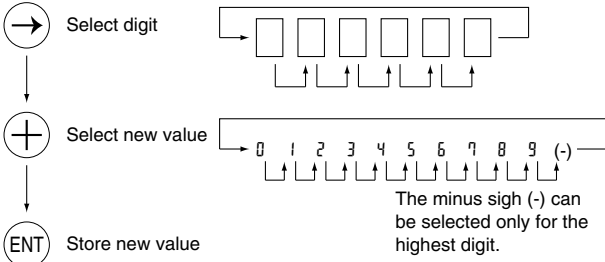 Select digit
Select new value
0 1 2 3 4 5 6 7 8 9 (-)
The minus sigh (-) can
be selected only for the
highest digit.
ENT Store new value